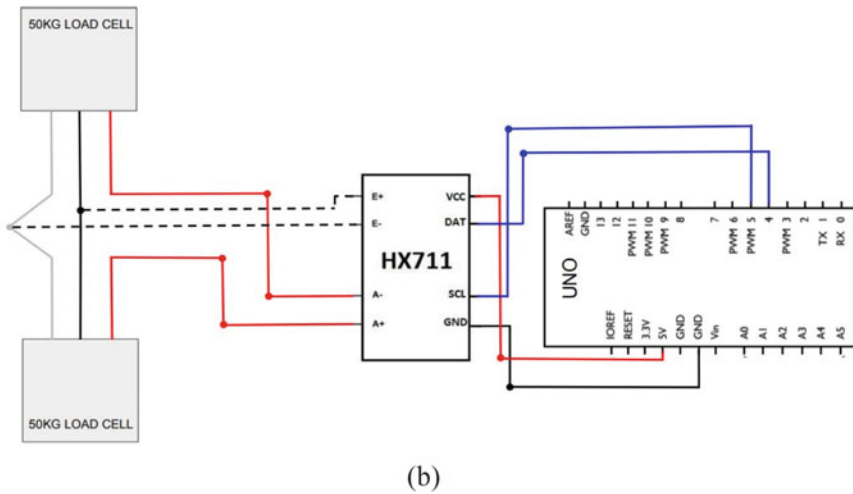 50KG LOAD CELL
E+
E-
A-
A+
HX711
VCC
DAT
SCL
GND
UNO
AREF
GND
13
12
PWM 11
PWM 10
PWM 9
8
7
PWM 6
PWM 5
4
PWM 3
2
TX 1
RX 0
IOREF
RESET
3.3V
5V
GND
GND
Vin
A0
A1
A2
A3
A4
A5
50KG LOAD CELL
(b)